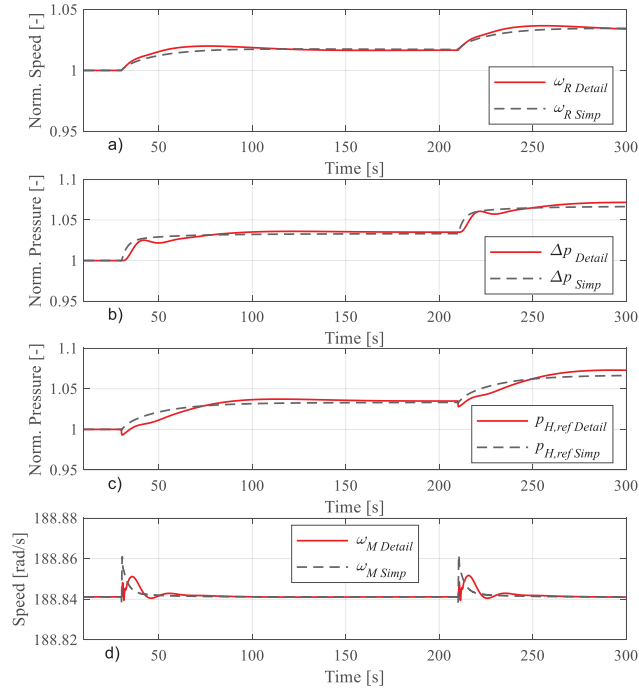 1.05
1
0.95
Norm. Speed [-]
ω_R Detail
ω_R Simp
a)
50
100
150
200
250
300
Time [s]
1.1
1.05
1
0.95
Norm. Pressure [-]
Δp_Detail
Δp_Simp
b)
50
100
150
200
250
300
Time [s]
1.1
1.05
1
0.95
Norm. Pressure [-]
p_H,ref Detail
p_H,ref Simp
c)
50
100
150
200
250
300
Time [s]
188.88
188.86
188.84
188.82
Speed [rad/s]
ω_M Detail
ω_M Simp
d)
50
100
150
200
250
300
Time [s]